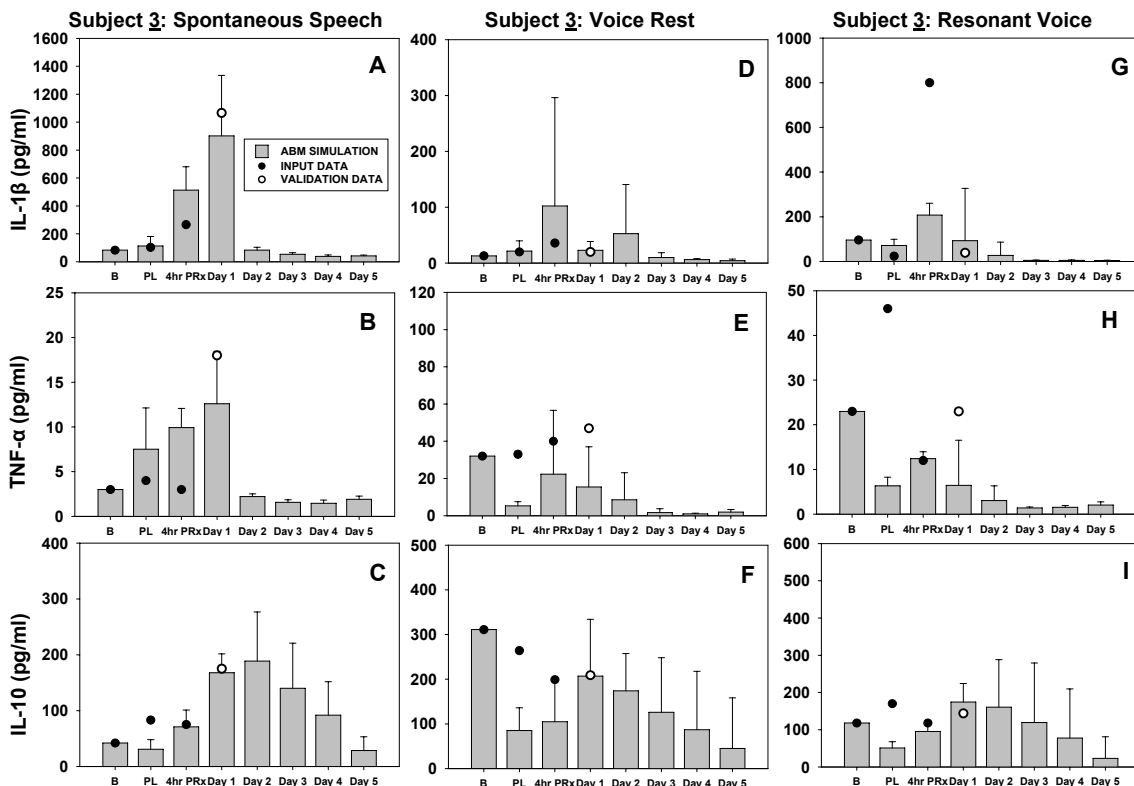 Subject 3: Spontaneous Speech
Subject 3: Voice Rest
Subject 3: Resonant Voice
IL-1β (pg/ml)
1600
1400
1200
1000
800
600
400
200
0
A
ABM SIMULATION
INPUT DATA
VALIDATION DATA
B PL 4hr PRx Day 1 Day 2 Day 3 Day 4 Day 5
400
300
200
100
0
D
B PL 4hr PRx Day 1 Day 2 Day 3 Day 4 Day 5
1000
800
600
400
200
0
G
B PL 4hr PRx Day 1 Day 2 Day 3 Day 4 Day 5
TNF-α (pg/ml)
25
20
15
10
5
0
B
B PL 4hr PRx Day 1 Day 2 Day 3 Day 4 Day 5
120
100
80
60
40
20
0
E
B PL 4hr PRx Day 1 Day 2 Day 3 Day 4 Day 5
50
40
30
20
10
0
H
B PL 4hr PRx Day 1 Day 2 Day 3 Day 4 Day 5
IL-10 (pg/ml)
400
300
200
100
0
C
B PL 4hr PRx Day 1 Day 2 Day 3 Day 4 Day 5
500
400
300
200
100
0
F
B PL 4hr PRx Day 1 Day 2 Day 3 Day 4 Day 5
600
500
400
300
200
100
0
I
B PL 4hr PRx Day 1 Day 2 Day 3 Day 4 Day 5